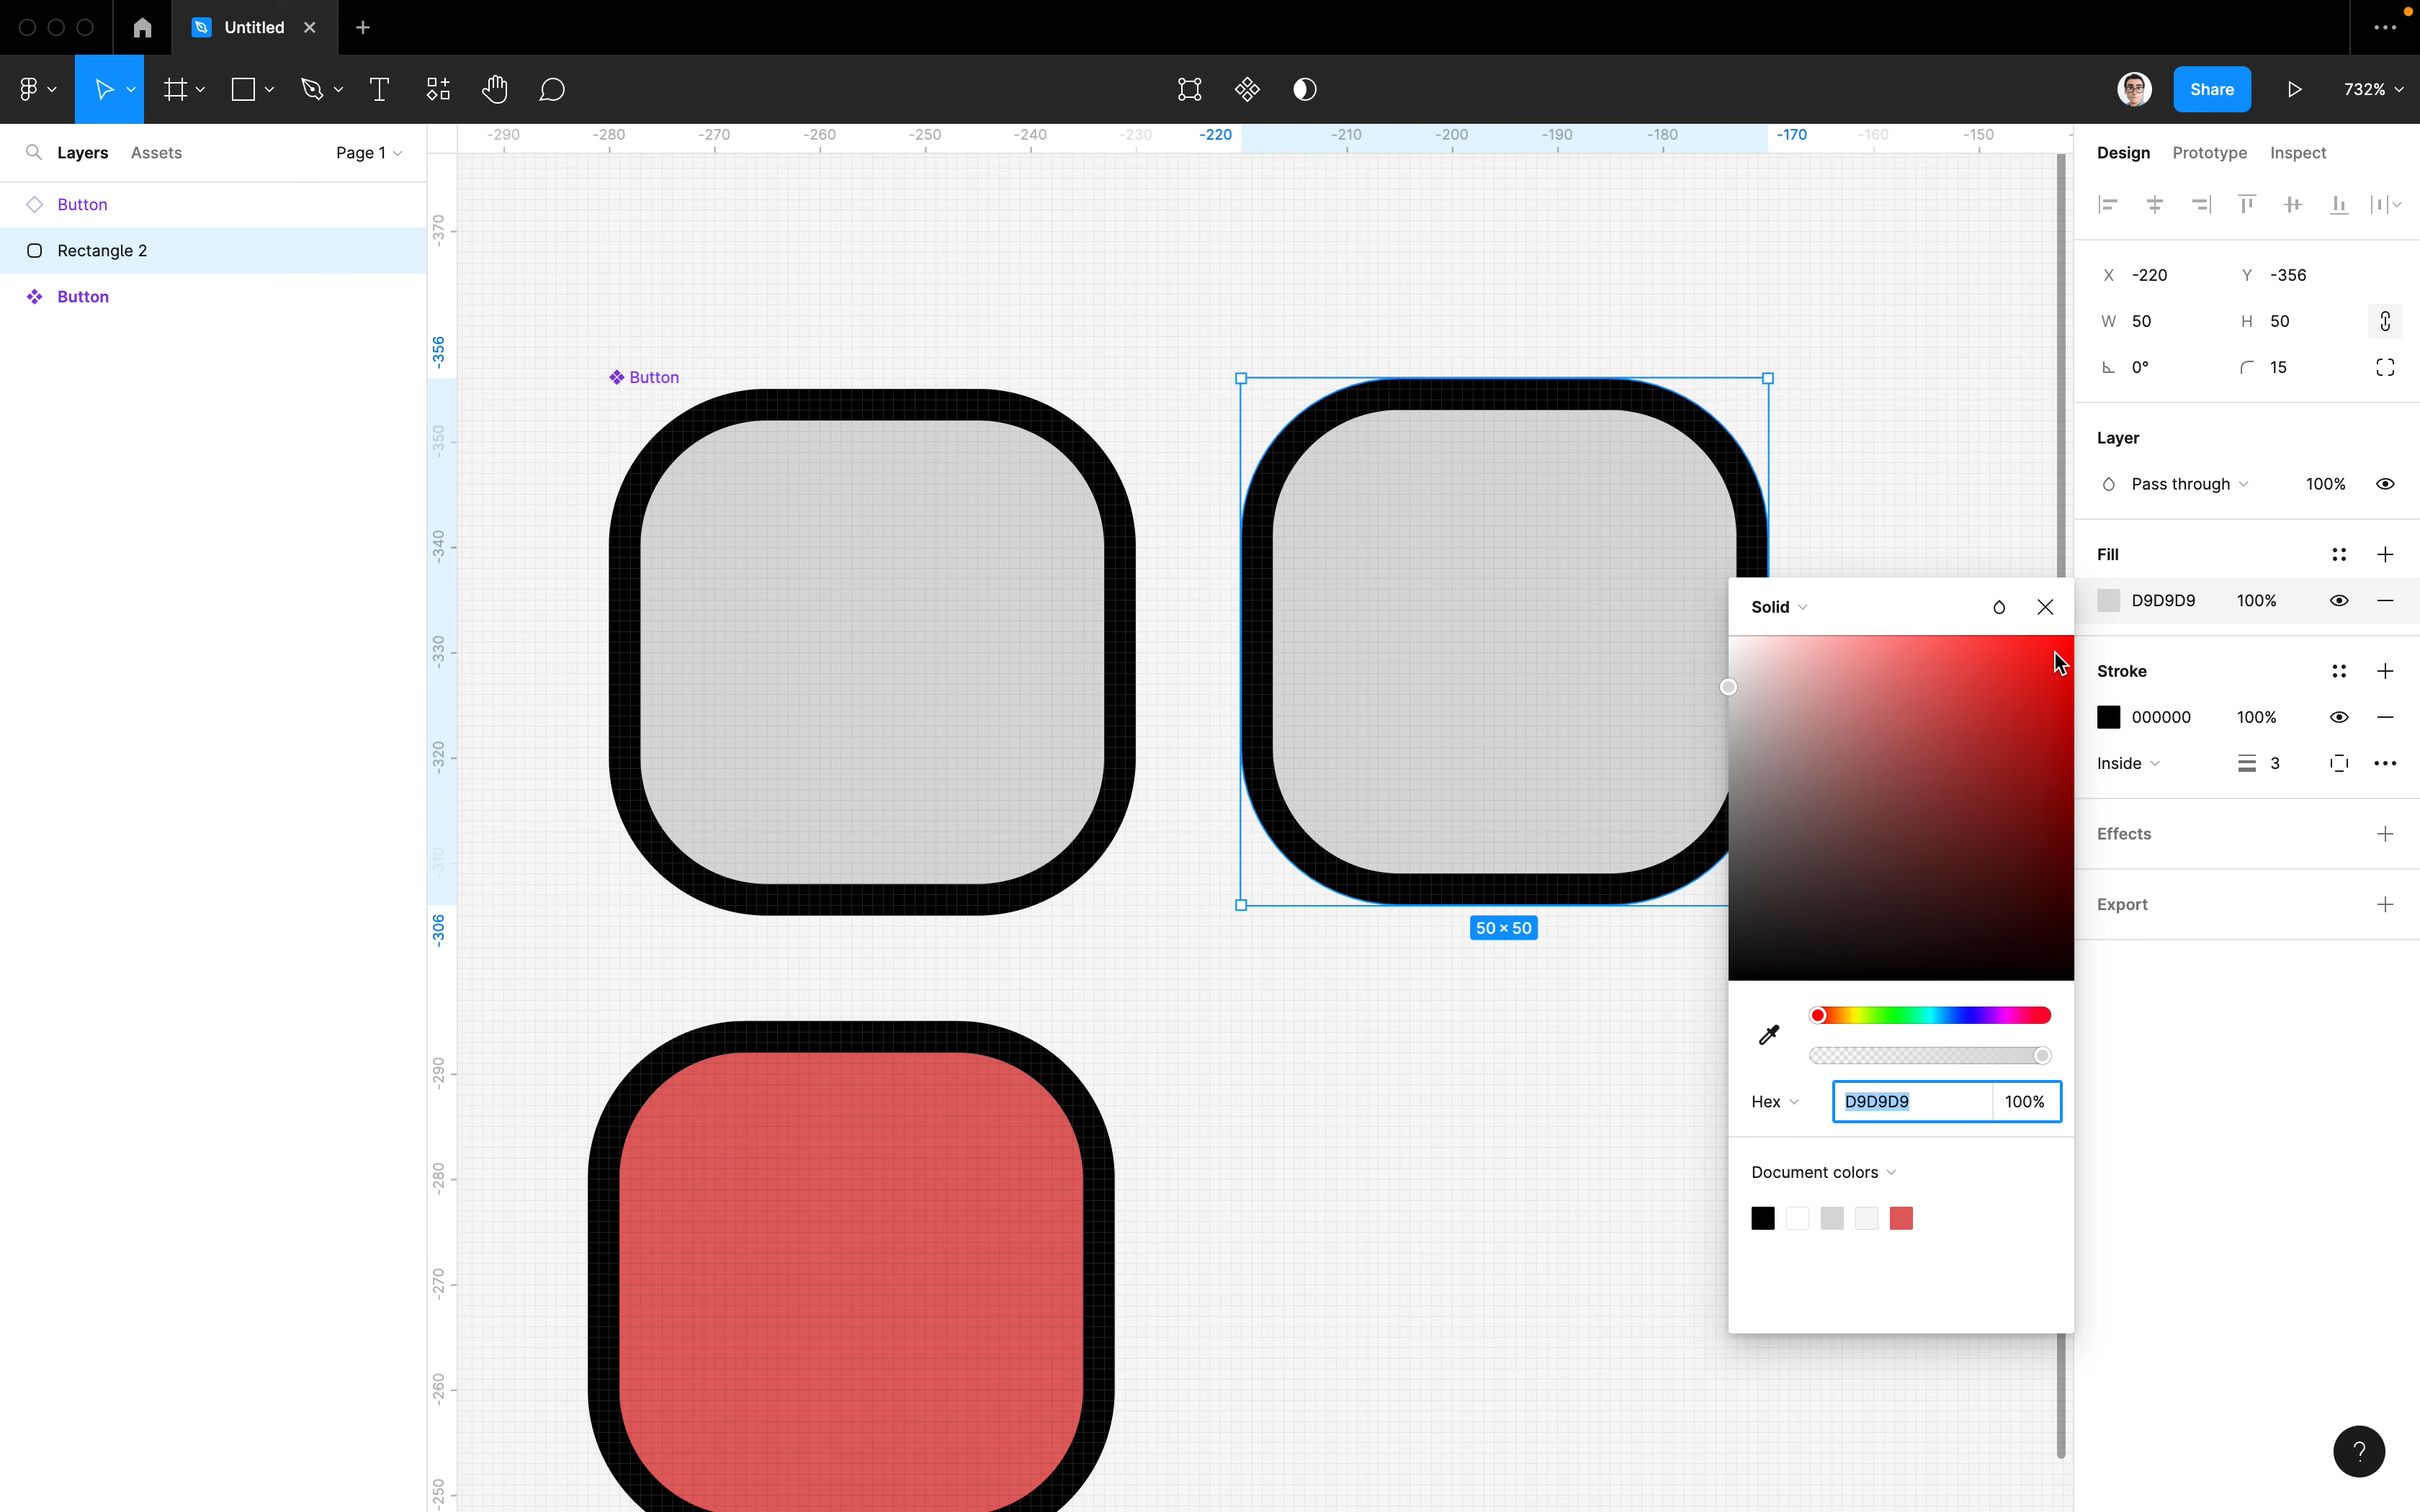 Untitled
Share
732%
Layers Assets Page 1
Button
Rectangle 2
Button
-290 -280 -270 -260 -250 -240 -230 -220 -210 -200 -190 -180 -170 -160 -150
-370
-356
-350
-340
-330
-320
-310
-306
-290
-280
-270
-260
-250
Button
50 × 50
Design Prototype Inspect
X -220 Y -356
W 50 H 50
0° 15
Layer
Pass through 100%
Fill
D9D9D9 100%
Stroke
000000 100%
Inside 3
Effects
Export
Solid
Hex D9D9D9 100%
Document colors
?